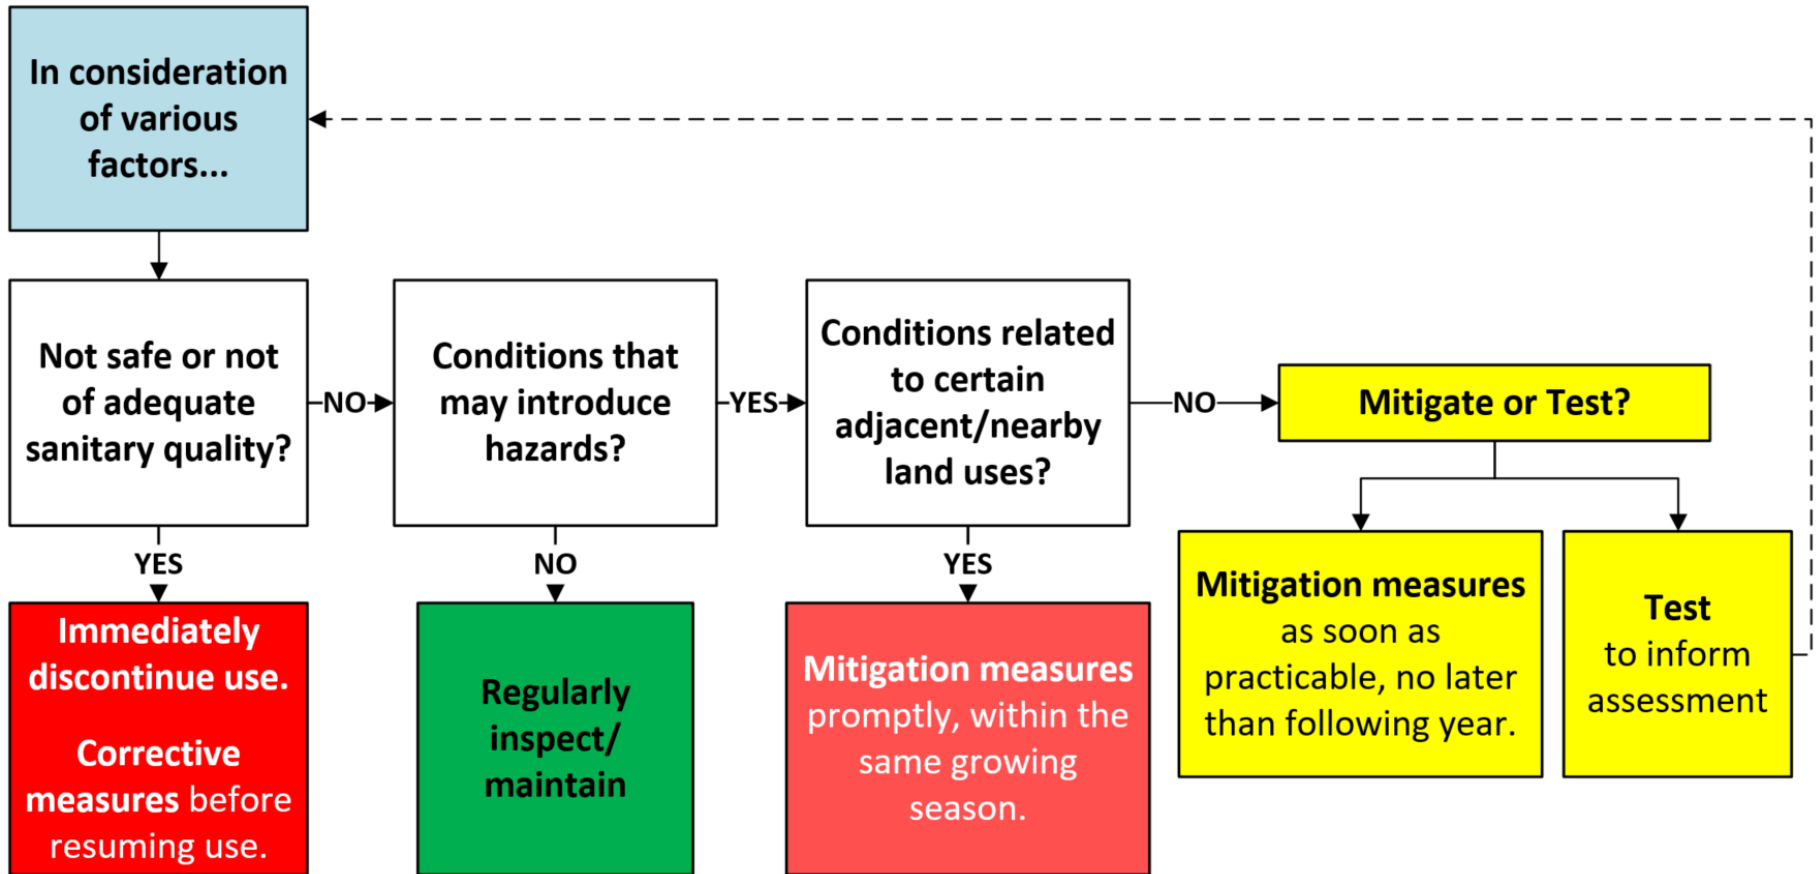 In consideration
of various
factors...
Not safe or not
of adequate
sanitary quality?
NO
Conditions that
may introduce
hazards?
YES
Conditions related
to certain
adjacent/nearby
land uses?
NO
Mitigate or Test?
YES
Immediately
discontinue use.
Corrective
measures before
resuming use.
NO
Regularly
inspect/
maintain
YES
Mitigation measures
promptly, within the
same growing
season.
Mitigation measures
as soon as
practicable, no later
than following year.
Test
to inform
assessment